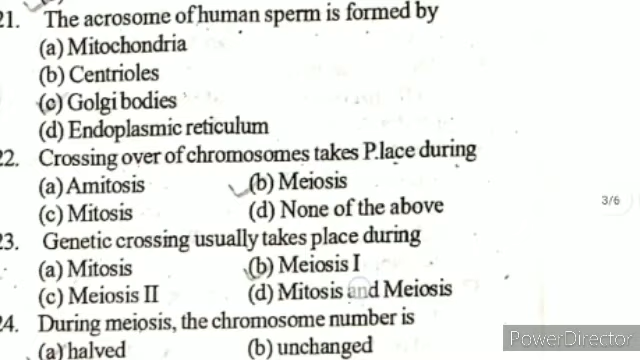 21. The acrosome of human sperm is formed by
(a) Mitochondria
(b) Centrioles
(c) Golgi bodies
(d) Endoplasmic reticulum
22. Crossing over of chromosomes takes P.lace during
(a) Amitosis (b) Meiosis
(c) Mitosis (d) None of the above
3/6
23. Genetic crossing usually takes place during
(a) Mitosis (b) Meiosis I
(c) Meiosis II (d) Mitosis and Meiosis
24. During meiosis, the chromosome number is
PowerDirector
(a) halved (b) unchanged